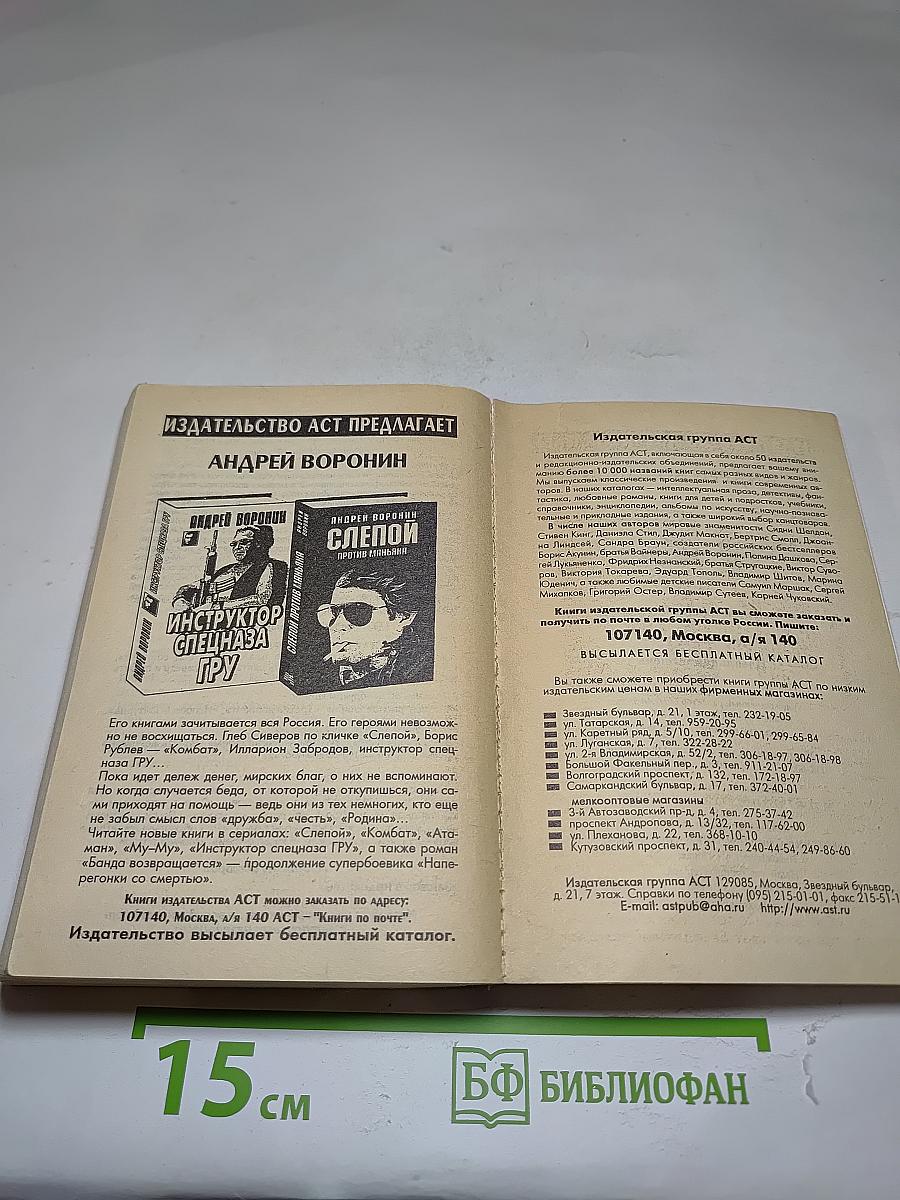 ИЗДАТЕЛЬСТВО АСТ ПРЕДЛАГАЕТ
АНДРЕЙ ВОРОНИН
АНДРЕЙ ВОРОНИН
ИНСТРУКТОР
СПЕЦНАЗА
ГРУ
АНДРЕЙ ВОРОНИН
АНДРЕЙ ВОРОНИН
СЛЕПОЙ
ПРОТИВ МАНЬЯКА
СЛЕПОЙ ПРОТИВ МАНЬЯКА
Его книгами зачитывается вся Россия. Его героями невозмож-
но не восхищаться. Глеб Сиверов по кличке «Слепой», Борис
Рублев — «Комбат», Илларион Забродов, инструктор спец-
наза ГРУ...
Пока идет дележ денег, мирских благ, о них не вспоминают.
Но когда случается беда, от которой не откупишься, они са-
ми приходят на помощь — ведь они из тех немногих, кто еще
не забыл смысл слов «дружба», «честь», «Родина»...
Читайте новые книги в сериалах: «Слепой», «Комбат», «Ата-
ман», «Му–Му», «Инструктор спецназа ГРУ», а также роман
«Банда возвращается» — продолжение супербоевика «Напе-
регонки со смертью».
Книги издательства АСТ можно заказать по адресу:
107140, Москва, а/я 140 АСТ – "Книги по почте".
Издательство высылает бесплатный каталог.
Издательская группа АСТ
Издательская группа АСТ, включающая в себя около 50 издательств
и редакционно-издательских объединений, предлагает вашему вни-
манию более 10 000 названий книг самых разных видов и жанров.
Мы выпускаем классические произведения и книги современных ав-
торов. В наших каталогах — интеллектуальная проза, детективы, фан-
тастика, любовные романы, книги для детей и подростков, учебники,
справочники, энциклопедии, альбомы по искусству, научно-познава-
тельные и прикладные издания, а также широкий выбор канцтоваров.
В числе наших авторов мировые знаменитости Сидни Шелдон,
Стивен Кинг, Даниэла Стил, Джудит Макнот, Бертрис Смолл, Джоан-
на Линдсей, Сандра Браун, создатели российских бестселлеров
Борис Акунин, братья Вайнеры, Андрей Воронин, Полина Дашкова, Сер-
гей Лукьяненко, Фридрих Незнанский, братья Стругацкие, Виктор Суво-
ров, Виктория Токарева, Эдуард Тополь, Владимир Шитов, Марина
Юденич, а также любимые детские писатели Самуил Маршак, Сергей
Михалков, Григорий Остер, Владимир Сутеев, Корней Чуковский.
Книги издательской группы АСТ вы сможете заказать и
получить по почте в любом уголке России. Пишите:
107140, Москва, а/я 140
ВЫСЫЛАЕТСЯ БЕСПЛАТНЫЙ КАТАЛОГ
Вы также сможете приобрести книги группы АСТ по низким
издательским ценам в наших фирменных магазинах:
Звездный бульвар, д. 21, 1 этаж, тел. 232-19-05
ул. Татарская, д. 14, тел. 959-20-95
ул. Каретный ряд, д. 5/10, тел. 299-66-01, 299-65-84
ул. Луганская, д. 7, тел. 322-28-22
ул. 2-я Владимирская, д. 52/2, тел. 306-18-97, 306-18-98
Большой Факельный пер., д. 3, тел. 911-21-07
Волгоградский проспект, д. 132, тел. 172-18-97
Самаркандский бульвар, д. 17, тел. 372-40-01
мелкооптовые магазины
3-й Автозаводский пр-д, д. 4, тел. 275-37-42
проспект Андропова, д. 13/32, тел. 117-62-00
ул. Плеханова, д. 22, тел. 368-10-10
Кутузовский проспект, д. 31, тел. 240-44-54, 249-86-60
Издательская группа АСТ 129085, Москва, Звездный бульвар,
д. 21, 7 этаж. Справки по телефону (095) 215-01-01, факс 215-51-1
E-mail: astpub@aha.ru http://www.ast.ru
15 см
БФ БИБЛИОФАН